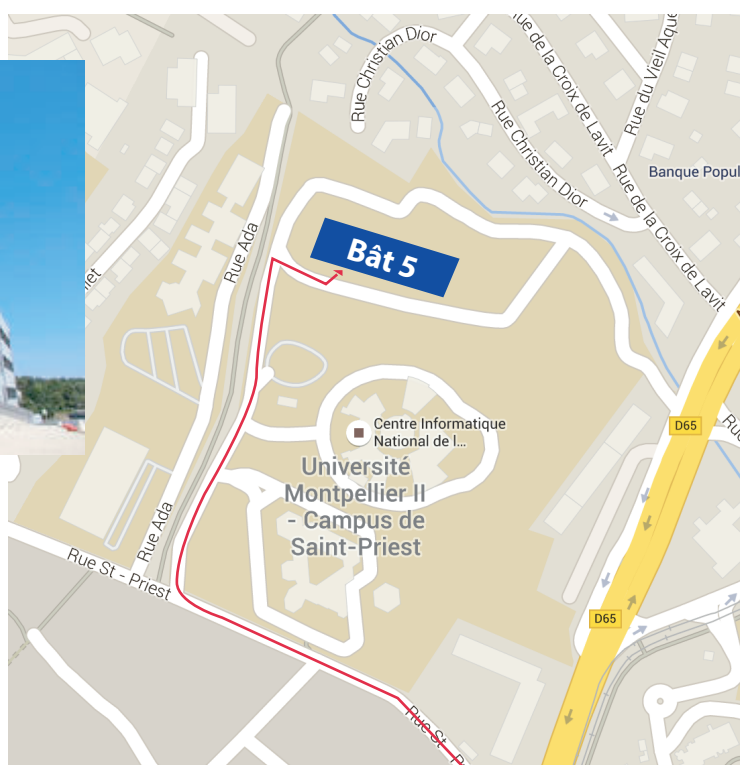 Rue Christian Dior
Rue de la Croix de Lavit
Rue du Vieil Aque
Rue Christian Dior
Banque Popul
Rue de la Croix de Lavit
Rue Ada
Bât 5
let
D65
Centre Informatique
National de l...
Université
Montpellier II
- Campus de
Saint-Priest
Rue Ada
Rue St - Priest
D65
Rue St - P